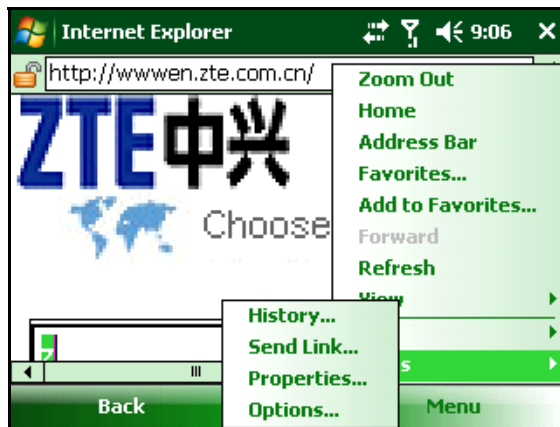 Internet Explorer
9:06
http://wwwen.zte.com.cn/
ZTE中兴
Choose
Zoom Out
Home
Address Bar
Favorites...
Add to Favorites...
Forward
Refresh
View
History...
Send Link...
Properties...
Options...
Back
Menu